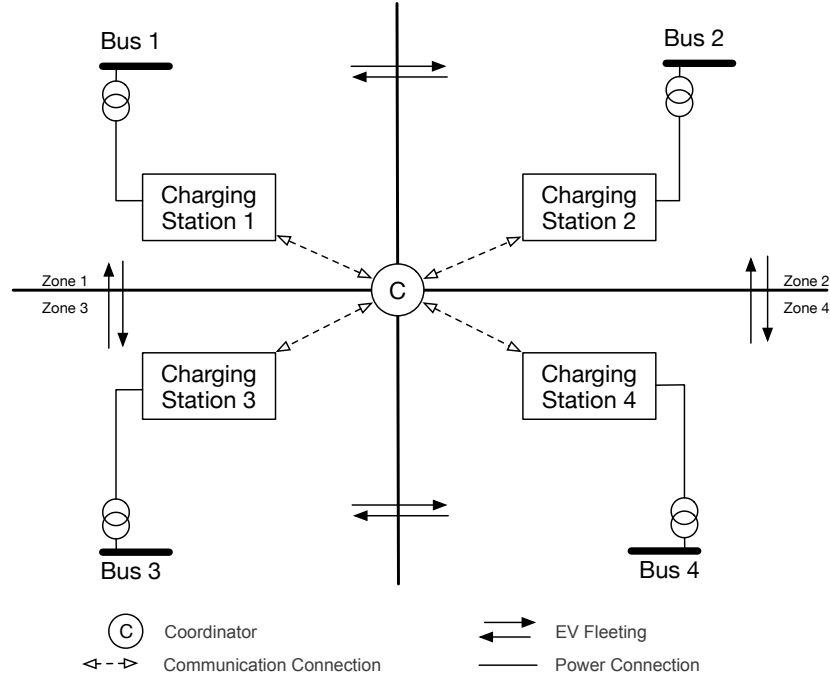 Bus 1
Bus 2
Charging
Station 1
Charging
Station 2
Zone 1
Zone 2
C
Zone 3
Zone 4
Charging
Station 3
Charging
Station 4
Bus 3
Bus 4
C Coordinator
EV Fleeting
Communication Connection
Power Connection